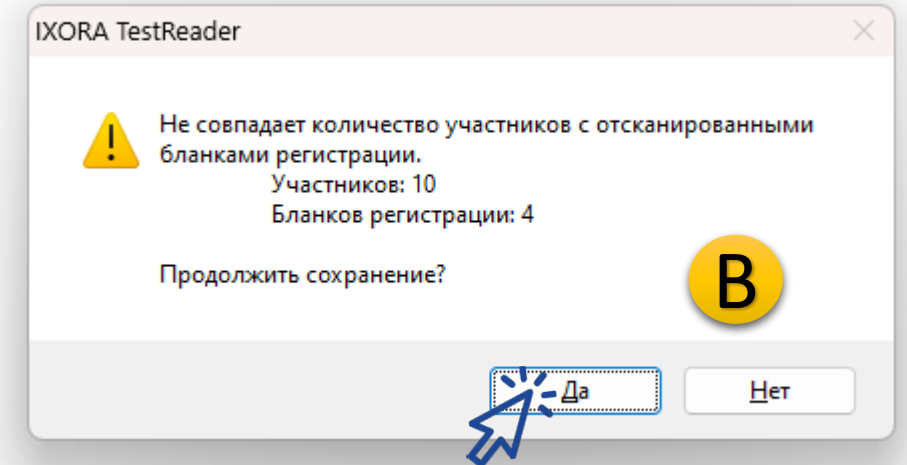 IXORA TestReader
Не совпадает количество участников с отсканированными
бланками регистрации.
Участников: 10
Бланков регистрации: 4
Продолжить сохранение?
В
Да
Нет